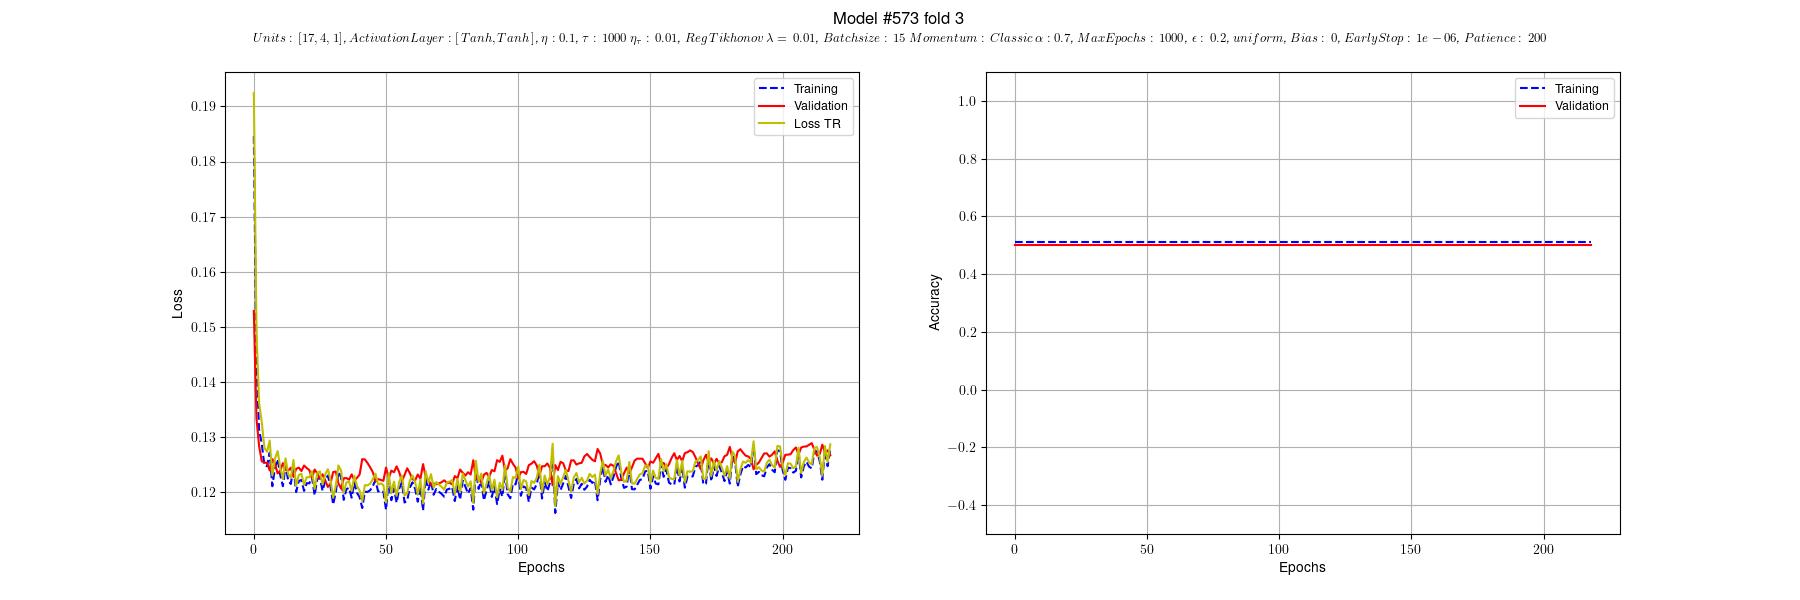 Model #573 fold 3
Units : [17, 4, 1], ActivationLayer : [Tanh, Tanh], η : 0.1, τ : 1000 ητ : 0.01, RegTikhonov λ = 0.01, Batchsize : 15 Momentum : Classic α : 0.7, MaxEpochs : 1000, ϵ : 0.2, uniform, Bias : 0, EarlyStop : 1e − 06, Patience : 200
Training
Validation
Loss TR
0.19
0.18
0.17
0.16
0.15
0.14
0.13
0.12
Loss
0
50
100
150
200
Epochs
Training
Validation
1.0
0.8
0.6
0.4
0.2
0.0
−0.2
−0.4
Accuracy
0
50
100
150
200
Epochs